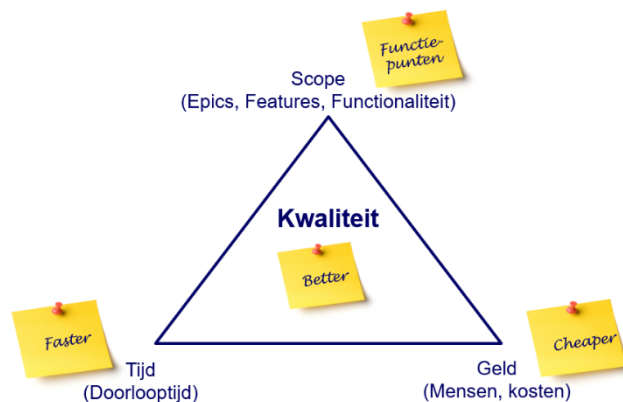 Functie-
punten
Scope
(Epics, Features, Functionaliteit)
Kwaliteit
Better
Faster
Tijd
(Doorlooptijd)
Geld
(Mensen, kosten)
Cheaper